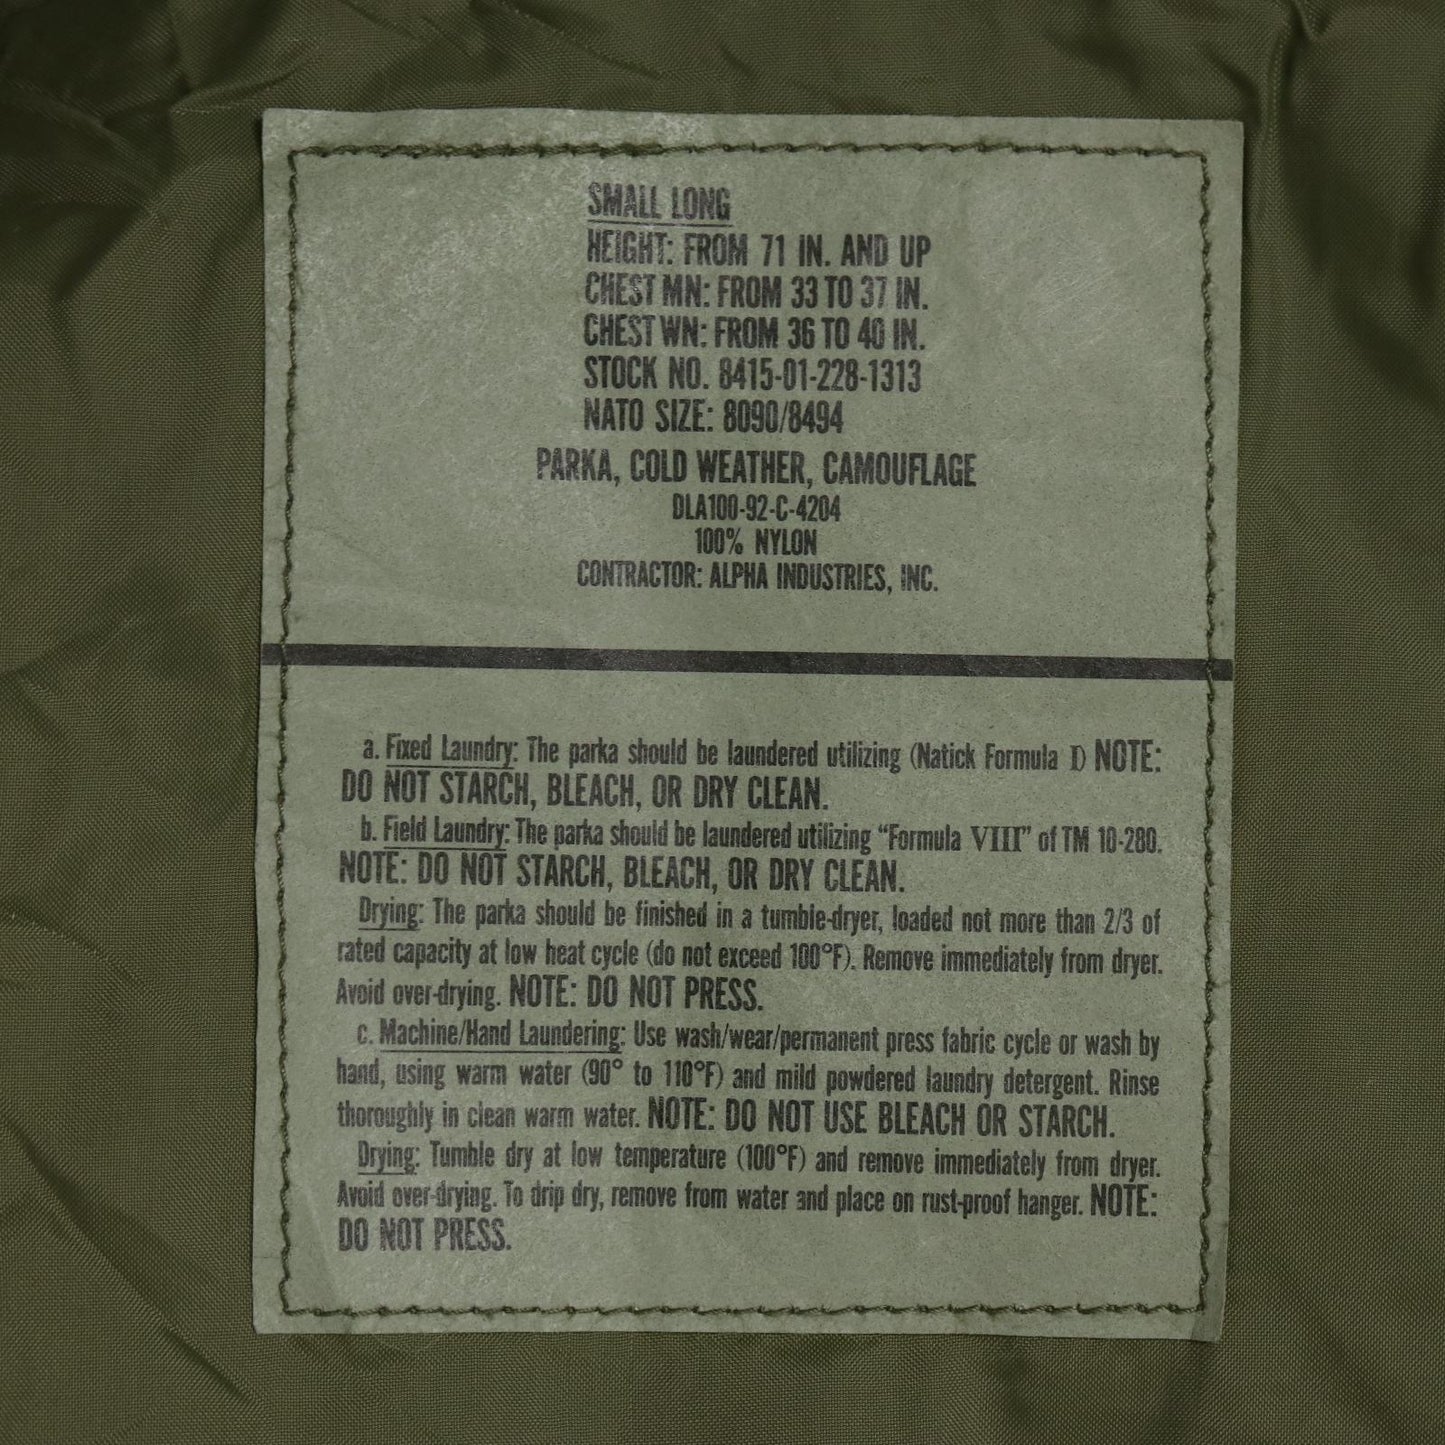 SMALL LONG
HEIGHT: FROM 71 IN. AND UP
CHEST MN: FROM 33 TO 37 IN.
CHEST WN: FROM 36 TO 40 IN.
STOCK NO. 8415-01-228-1313
NATO SIZE: 8090/8494
PARKA, COLD WEATHER, CAMOUFLAGE
DLA100-92-C-4204
100% NYLON
CONTRACTOR: ALPHA INDUSTRIES, INC.
a. Fixed Laundry: The parka should be laundered utilizing (Natick Formula I) NOTE:
DO NOT STARCH, BLEACH, OR DRY CLEAN.
b. Field Laundry: The parka should be laundered utilizing "Formula VIII" of TM 10-280.
NOTE: DO NOT STARCH, BLEACH, OR DRY CLEAN.
Drying: The parka should be finished in a tumble-dryer, loaded not more than 2/3 of
rated capacity at low heat cycle (do not exceed 100°F). Remove immediately from dryer.
Avoid over-drying. NOTE: DO NOT PRESS.
c. Machine/Hand Laundering: Use wash/wear/permanent press fabric cycle or wash by
hand, using warm water (90° to 110°F) and mild powdered laundry detergent. Rinse
thoroughly in clean warm water. NOTE: DO NOT USE BLEACH OR STARCH.
Drying: Tumble dry at low temperature (100°F) and remove immediately from dryer.
Avoid over-drying. To drip dry, remove from water and place on rust-proof hanger. NOTE:
DO NOT PRESS.